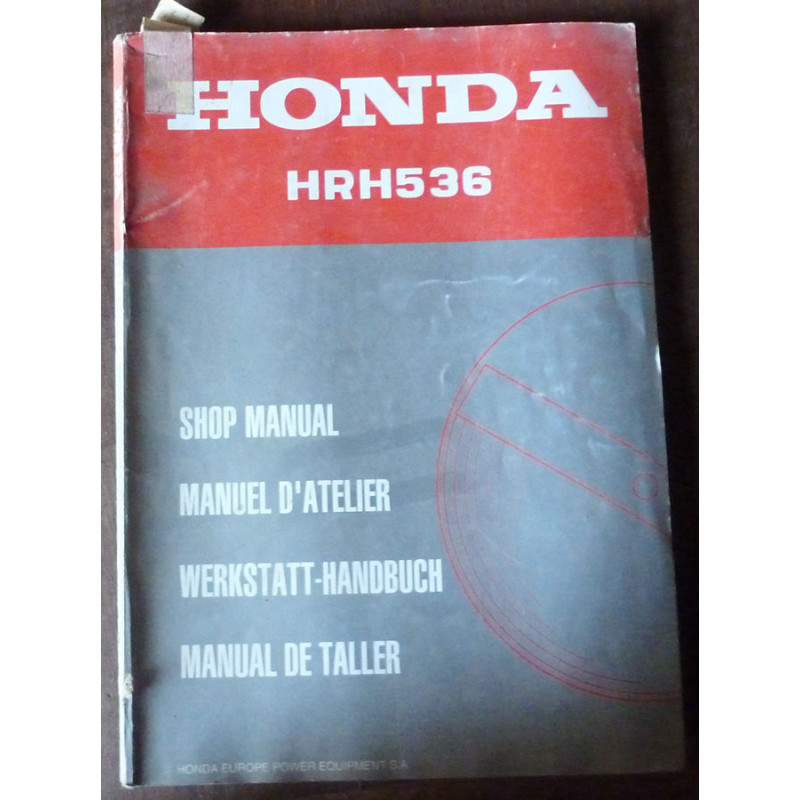 HONDA
HRH536
SHOP MANUAL
MANUEL D'ATELIER
WERKSTATT-HANDBUCH
MANUAL DE TALLER
© HONDA EUROPE POWER EQUIPMENT S.A.